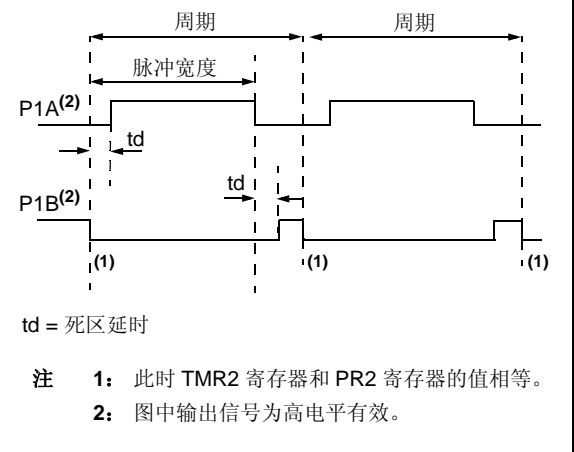 周期 周期
脉冲宽度
P1A(2)
td
td
P1B(2)
(1) (1) (1)
td = 死区延时
注 1： 此时 TMR2 寄存器和 PR2 寄存器的值相等。
2： 图中输出信号为高电平有效。